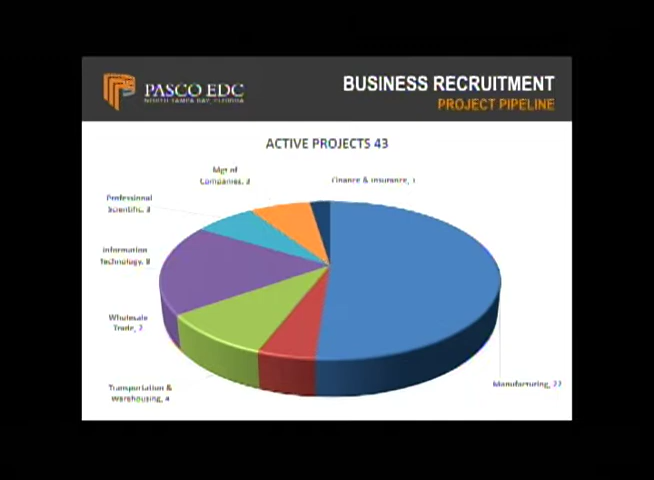 PASCO EDC
NORTH TAMPA BAY, FLORIDA
BUSINESS RECRUITMENT
PROJECT PIPELINE
ACTIVE PROJECTS 43
Mgt of
Companies, 3
Finance & Insurance, 1
Professional
Scientific, 3
Information
Technology, 8
Wholesale
Trade, 2
Transportation &
Warehousing, 4
Manufacturing, 22